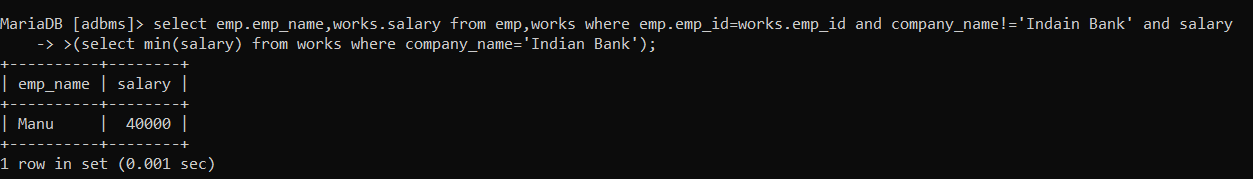 MariaDB [adbms]> select emp.emp_name,works.salary from emp,works where emp.emp_id=works.emp_id and company_name!='Indain Bank' and salary
    -> >(select min(salary) from works where company_name='Indian Bank');
+----------+--------+
| emp_name | salary |
+----------+--------+
| Manu     |  40000 |
+----------+--------+
1 row in set (0.001 sec)